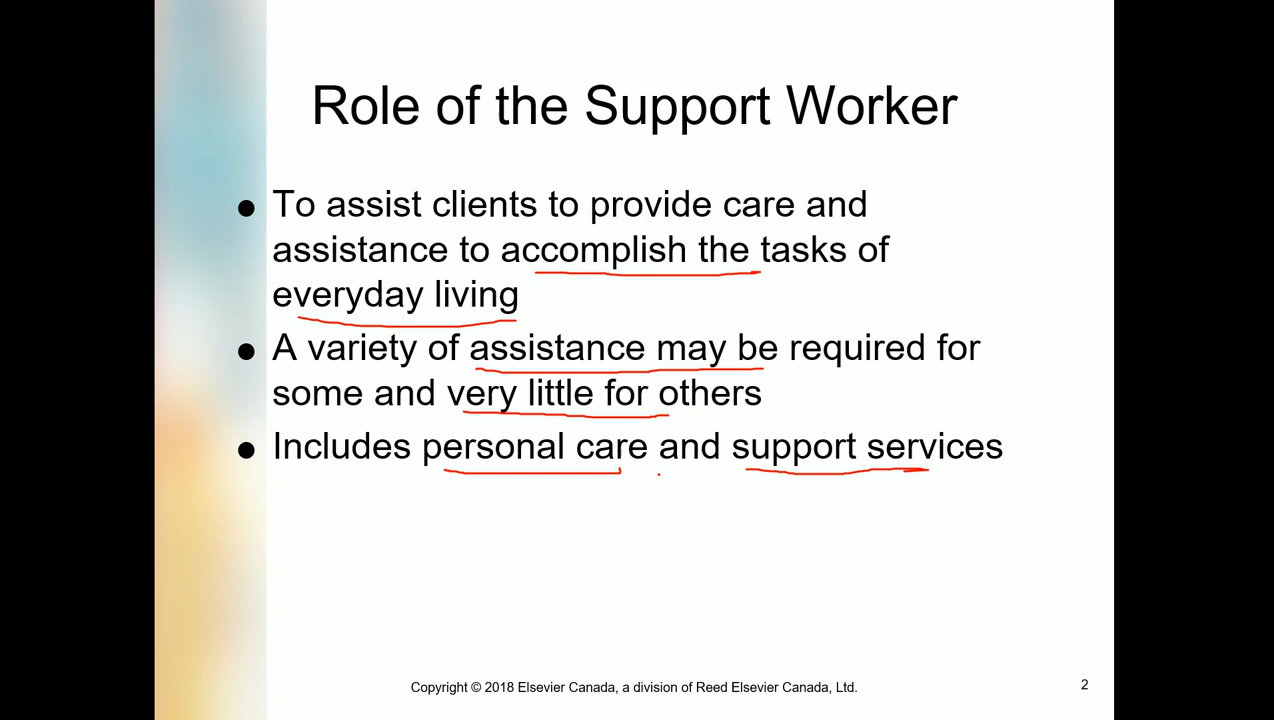 Role of the Support Worker
● To assist clients to provide care and
assistance to accomplish the tasks of
everyday living
● A variety of assistance may be required for
some and very little for others
● Includes personal care and support services
Copyright © 2018 Elsevier Canada, a division of Reed Elsevier Canada, Ltd.
2